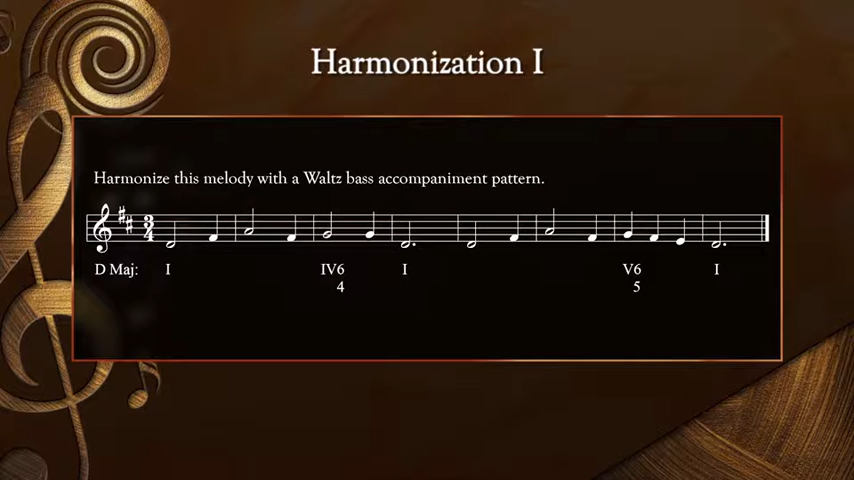 Harmonization I
Harmonize this melody with a Waltz bass accompaniment pattern.
3
4
D Maj: I IV6 I V6 I
4 5